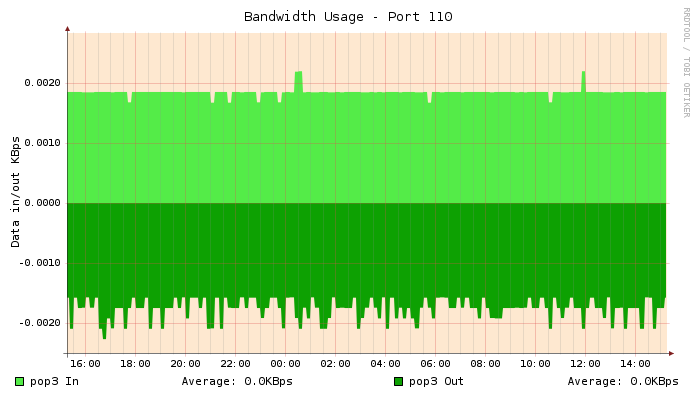 Bandwidth Usage - Port 110
RRDTOOL / TOBI OETIKER
Data in/out KBps
0.0020
0.0010
0.0000
-0.0010
-0.0020
16:00 18:00 20:00 22:00 00:00 02:00 04:00 06:00 08:00 10:00 12:00 14:00
pop3 In Average: 0.0KBps pop3 Out Average: 0.0KBps